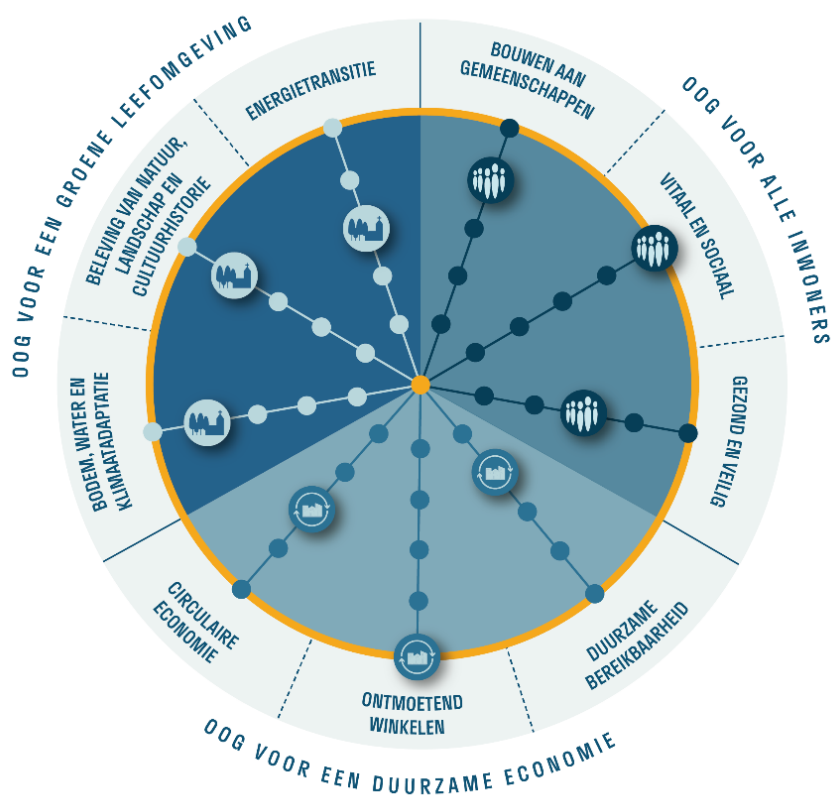 OOG VOOR EEN GROENE LEEFOMGEVING
ENERGIETRANSITIE
BELEVING VAN NATUUR,
LANDSCHAP EN
CULTUURHISTORIE
BODEM, WATER EN
KLIMAATADAPTATIE
OOG VOOR ALLE INWONERS
BOUWEN AAN
GEMEENSCHAPPEN
VITAAL EN SOCIAAL
GEZOND EN VEILIG
DUURZAME
BEREIKBAARHEID
ONTMOETEND
WINKELEN
CIRCULAIRE
ECONOMIE
OOG VOOR EEN DUURZAME ECONOMIE